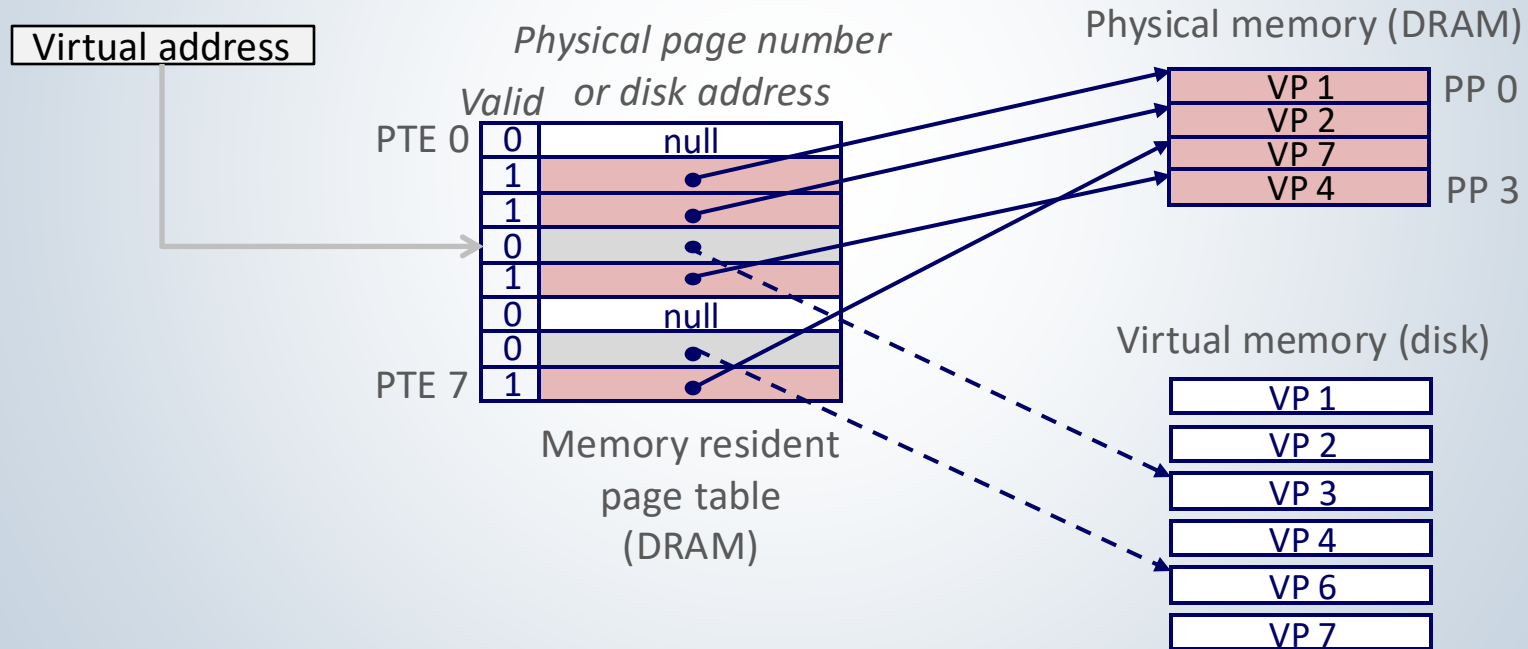 Virtual address
Physical page number
or disk address
Valid
PTE 0
0
null
1
1
0
1
0
null
0
PTE 7
1
Memory resident
page table
(DRAM)
Physical memory (DRAM)
VP 1
PP 0
VP 2
VP 7
VP 4
PP 3
Virtual memory (disk)
VP 1
VP 2
VP 3
VP 4
VP 6
VP 7